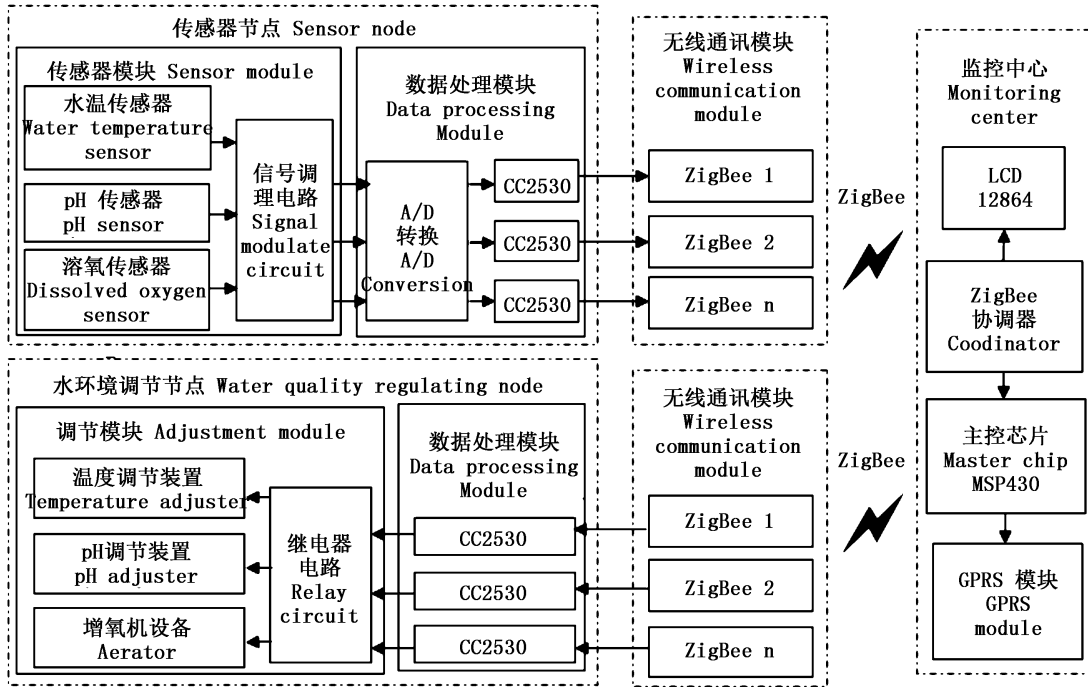 传感器节点 Sensor node
传感器模块 Sensor module
水温传感器
Water temperature
sensor
pH 传感器
pH sensor
溶氧传感器
Dissolved oxygen
sensor
信号调
理电路
Signal
modulate
circuit
数据处理模块
Data processing
Module
A/D
转换
A/D
Conversion
CC2530
CC2530
CC2530
无线通讯模块
Wireless
communication
module
ZigBee 1
ZigBee 2
ZigBee n
ZigBee
水环境调节节点 Water quality regulating node
调节模块 Adjustment module
温度调节装置
Temperature adjuster
pH调节装置
pH adjuster
增氧机设备
Aerator
继电器
电路
Relay
circuit
数据处理模块
Data processing
Module
CC2530
CC2530
CC2530
无线通讯模块
Wireless
communication
module
ZigBee 1
ZigBee 2
ZigBee n
ZigBee
监控中心
Monitoring
center
LCD
12864
ZigBee
协调器
Coodinator
主控芯片
Master chip
MSP430
GPRS 模块
GPRS
module